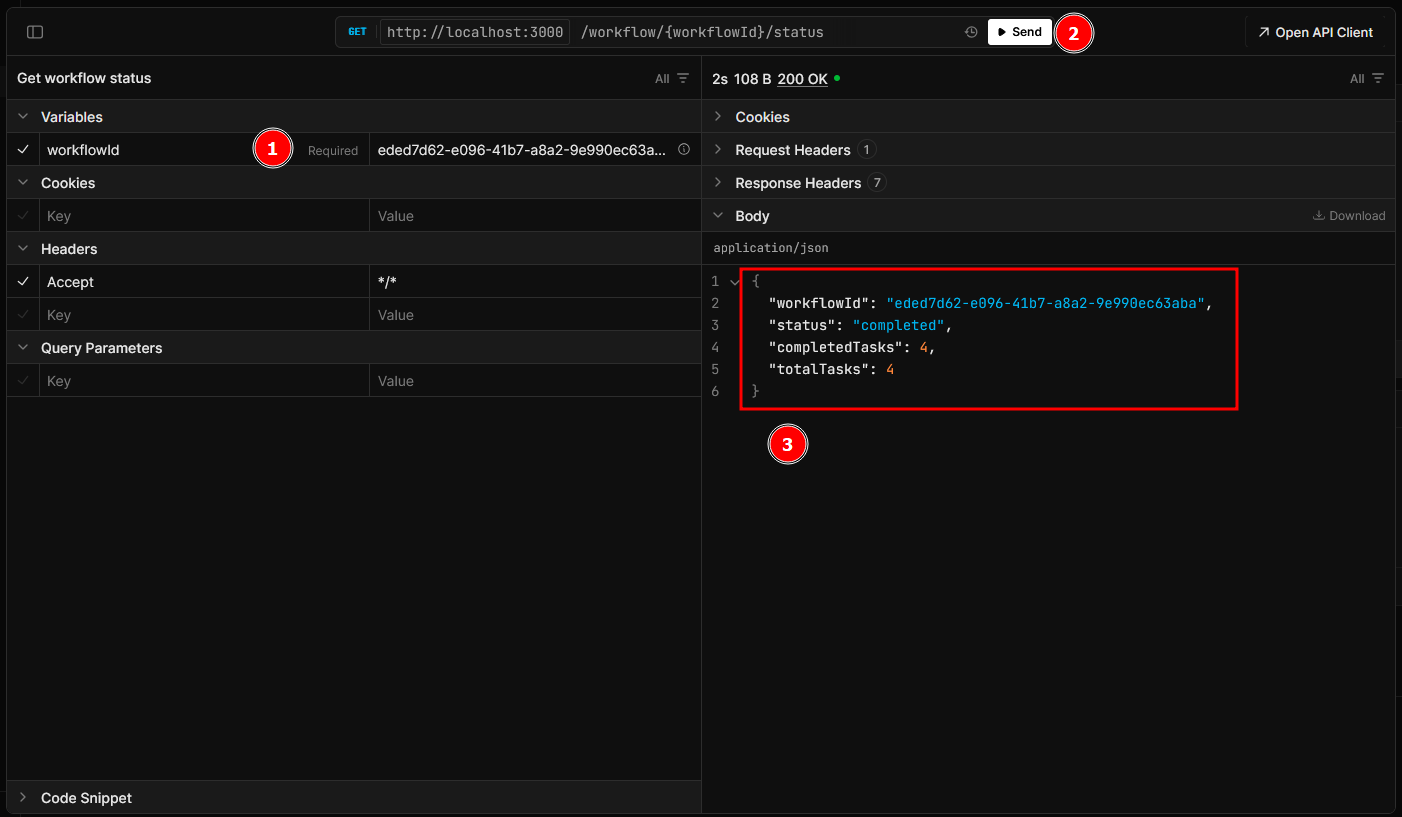 GET http://localhost:3000 /workflow/{workflowId}/status Send 2 Open API Client
Get workflow status All
Variables
workflowId 1 Required eded7d62-e096-41b7-a8a2-9e990ec63a...
Cookies
Key Value
Headers
Accept */*
Key Value
Query Parameters
Key Value
Code Snippet
2s 108 B 200 OK All
Cookies
Request Headers 1
Response Headers 7
Body Download
application/json
1 {
2 "workflowId": "eded7d62-e096-41b7-a8a2-9e990ec63aba",
3 "status": "completed",
4 "completedTasks": 4,
5 "totalTasks": 4
6 }
3